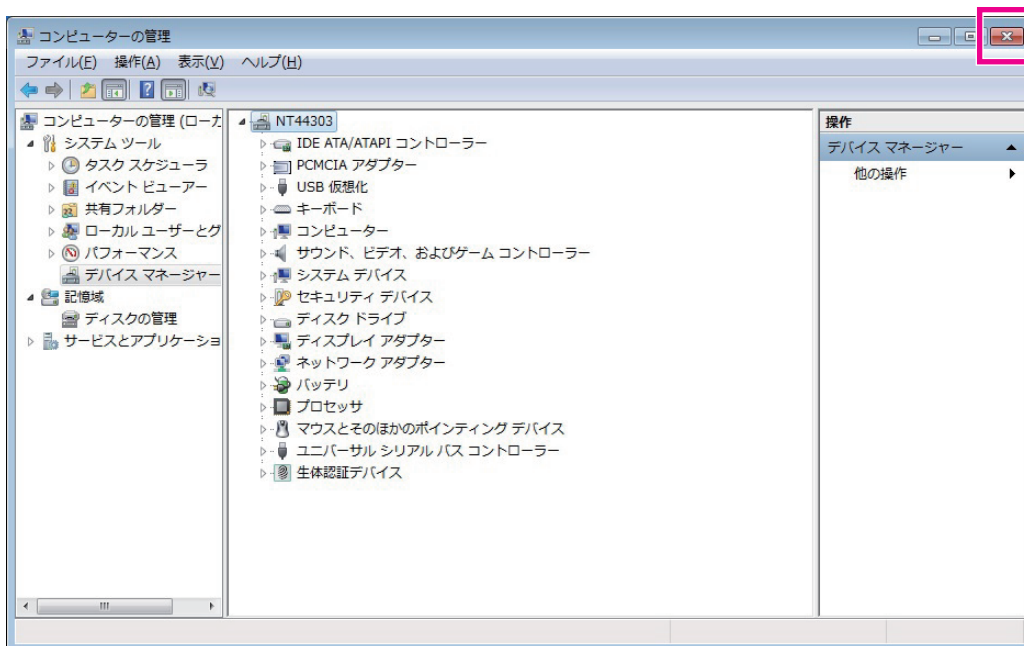 コンピューターの管理
ファイル(F) 操作(A) 表示(V) ヘルプ(H)
コンピューターの管理 (ローカ
システム ツール
タスク スケジューラ
イベント ビューアー
共有フォルダー
ローカル ユーザーとグ
パフォーマンス
デバイス マネージャー
記憶域
ディスクの管理
サービスとアプリケーショ
NT44303
IDE ATA/ATAPI コントローラー
PCMCIA アダプター
USB 仮想化
キーボード
コンピューター
サウンド、ビデオ、およびゲーム コントローラー
システム デバイス
セキュリティ デバイス
ディスク ドライブ
ディスプレイ アダプター
ネットワーク アダプター
バッテリ
プロセッサ
マウスとそのほかのポインティング デバイス
ユニバーサル シリアル バス コントローラー
生体認証デバイス
操作
デバイス マネージャー
他の操作